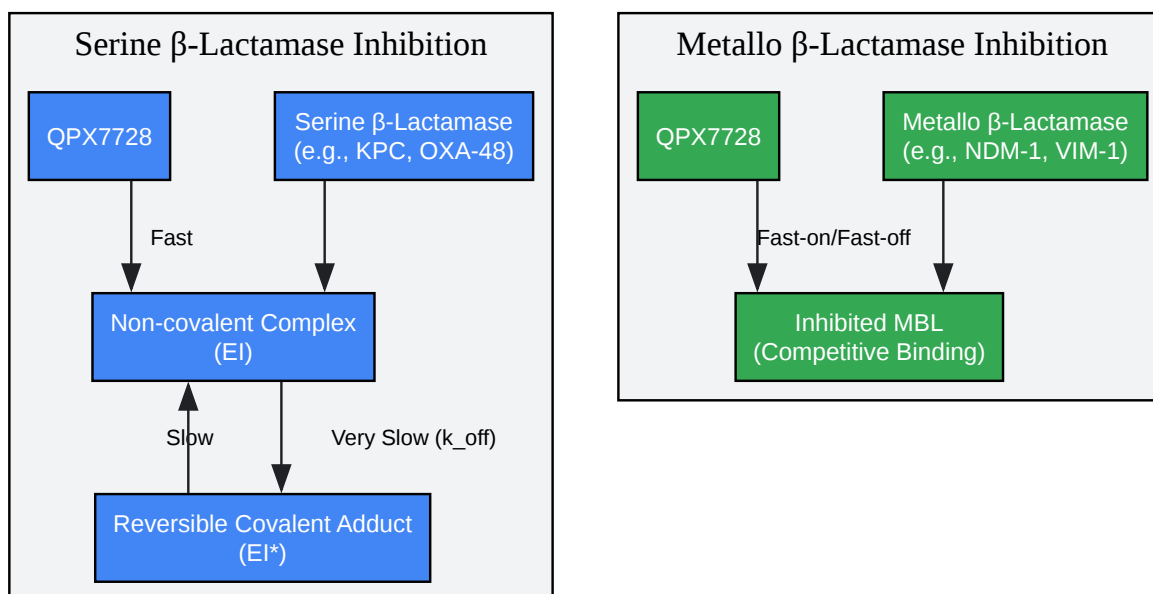 Serine β-Lactamase Inhibition
QPX7728
Serine β-Lactamase
(e.g., KPC, OXA-48)
Fast
Non-covalent Complex
(EI)
Slow
Very Slow (k_off)
Reversible Covalent Adduct
(EI*)
Metallo β-Lactamase Inhibition
QPX7728
Metallo β-Lactamase
(e.g., NDM-1, VIM-1)
Fast-on/Fast-off
Inhibited MBL
(Competitive Binding)